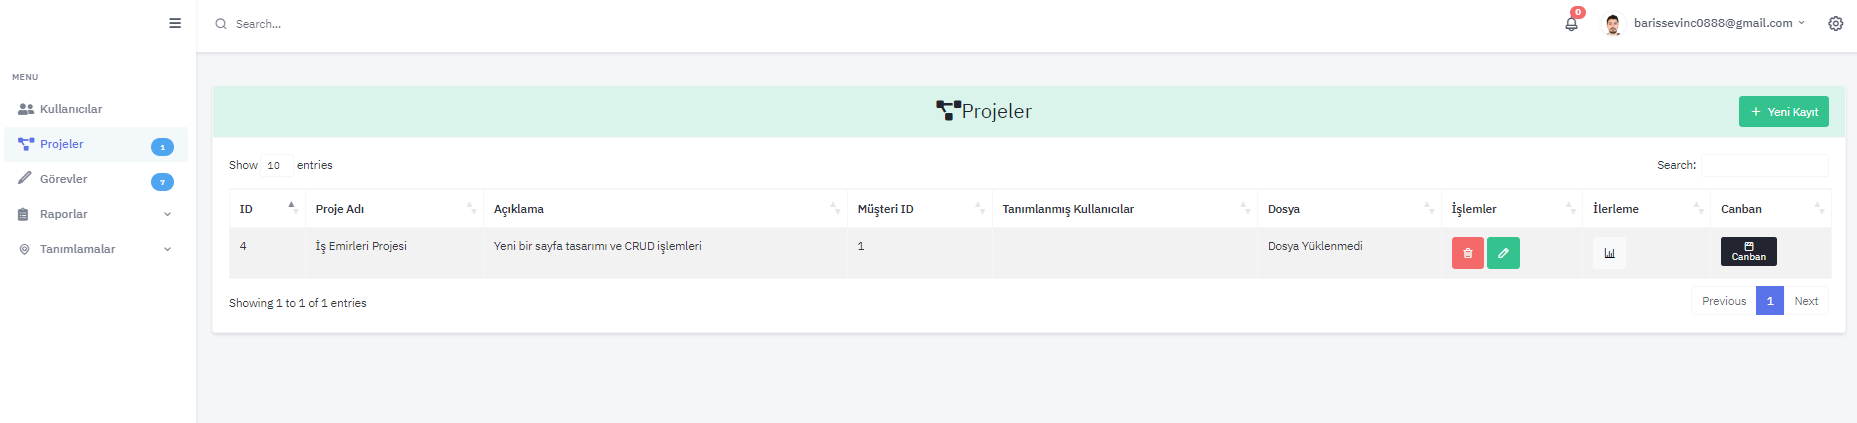 Search...
0
barissevinc0888@gmail.com
MENU
Kullanıcılar
Projeler
1
Görevler
7
Raporlar
Tanımlamalar
Projeler
+ Yeni Kayıt
Show 10 entries
Search:
ID Proje Adı Açıklama Müşteri ID Tanımlanmış Kullanıcılar Dosya İşlemler İlerleme Canban
4 İş Emirleri Projesi Yeni bir sayfa tasarımı ve CRUD işlemleri 1 Dosya Yüklenmedi Canban
Showing 1 to 1 of 1 entries
Previous 1 Next